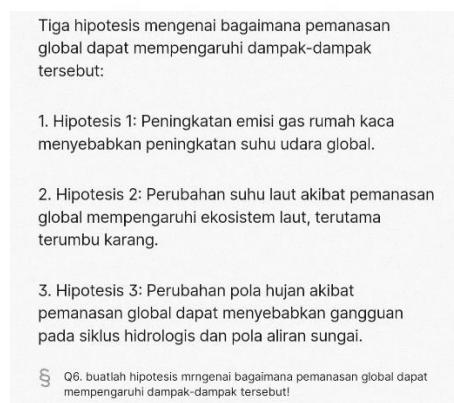 Tiga hipotesis mengenai bagaimana pemanasan
global dapat mempengaruhi dampak-dampak
tersebut:
1. Hipotesis 1: Peningkatan emisi gas rumah kaca
menyebabkan peningkatan suhu udara global.
2. Hipotesis 2: Perubahan suhu laut akibat pemanasan
global mempengaruhi ekosistem laut, terutama
terumbu karang.
3. Hipotesis 3: Perubahan pola hujan akibat
pemanasan global dapat menyebabkan gangguan
pada siklus hidrologis dan pola aliran sungai.
§ Q6. buatlah hipotesis mrngenai bagaimana pemanasan global dapat
mempengaruhi dampak-dampak tersebut!